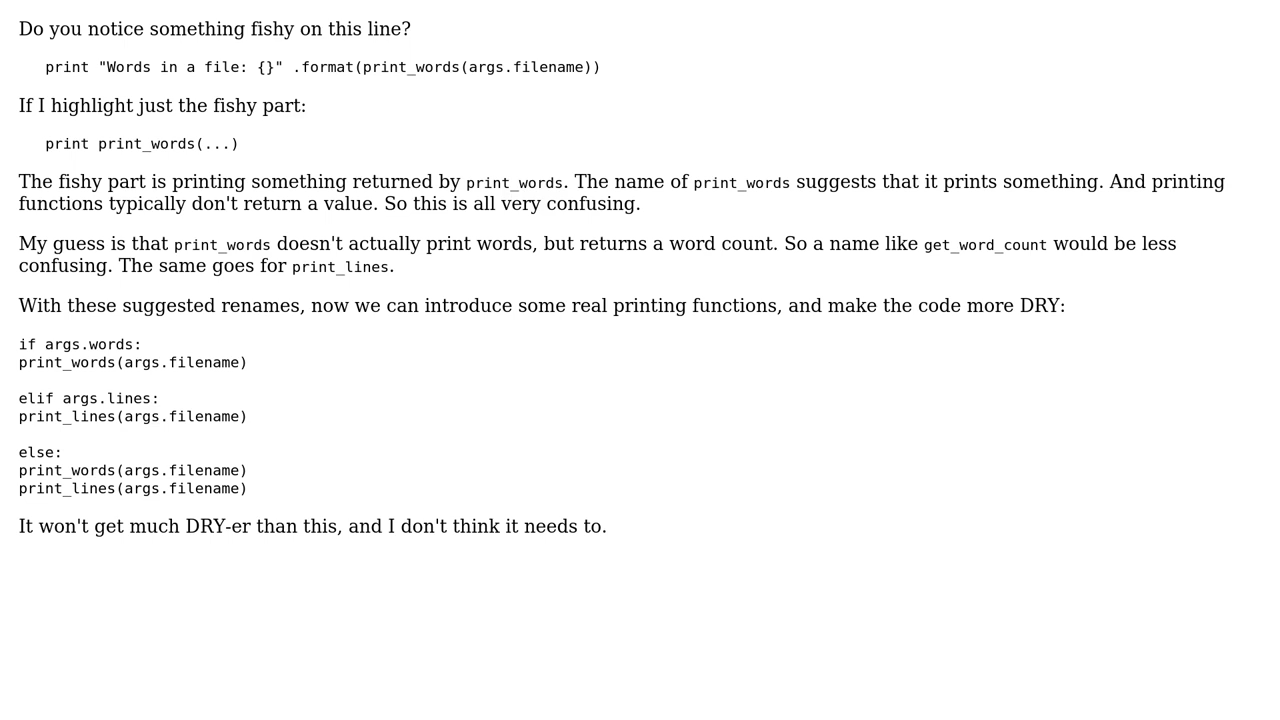 Do you notice something fishy on this line?
print "Words in a file: {}" .format(print_words(args.filename))
If I highlight just the fishy part:
print print_words(...)
The fishy part is printing something returned by print_words. The name of print_words suggests that it prints something. And printing
functions typically don't return a value. So this is all very confusing.
My guess is that print_words doesn't actually print words, but returns a word count. So a name like get_word_count would be less
confusing. The same goes for print_lines.
With these suggested renames, now we can introduce some real printing functions, and make the code more DRY:
if args.words:
print_words(args.filename)
elif args.lines:
print_lines(args.filename)
else:
print_words(args.filename)
print_lines(args.filename)
It won't get much DRY-er than this, and I don't think it needs to.